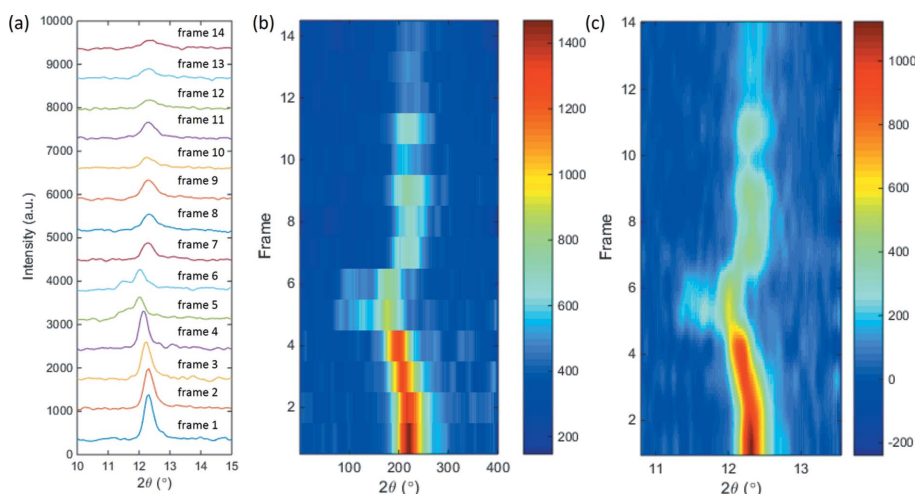 (a)
10000
9000
8000
7000
6000
5000
4000
3000
2000
1000
0
Intensity (a.u.)
frame 14
frame 13
frame 12
frame 11
frame 10
frame 9
frame 8
frame 7
frame 6
frame 5
frame 4
frame 3
frame 2
frame 1
10 11 12 13 14 15
2θ (°)
(b)
14
12
10
8
6
4
2
Frame
100 200 300 400
2θ (°)
1400
1200
1000
800
600
400
200
(c)
14
12
10
8
6
4
2
Frame
11 12 13
2θ (°)
1000
800
600
400
200
0
-200